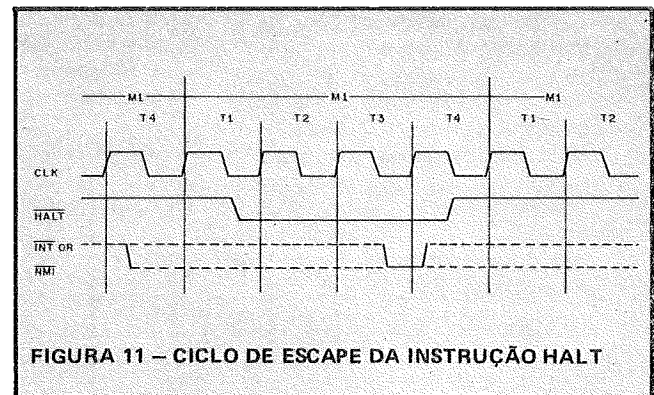 M1 M1 M1
T4 T1 T2 T3 T4 T1 T2
CLK
HALT
INT OR
NMI
FIGURA 11 – CICLO DE ESCAPE DA INSTRUÇÃO HALT